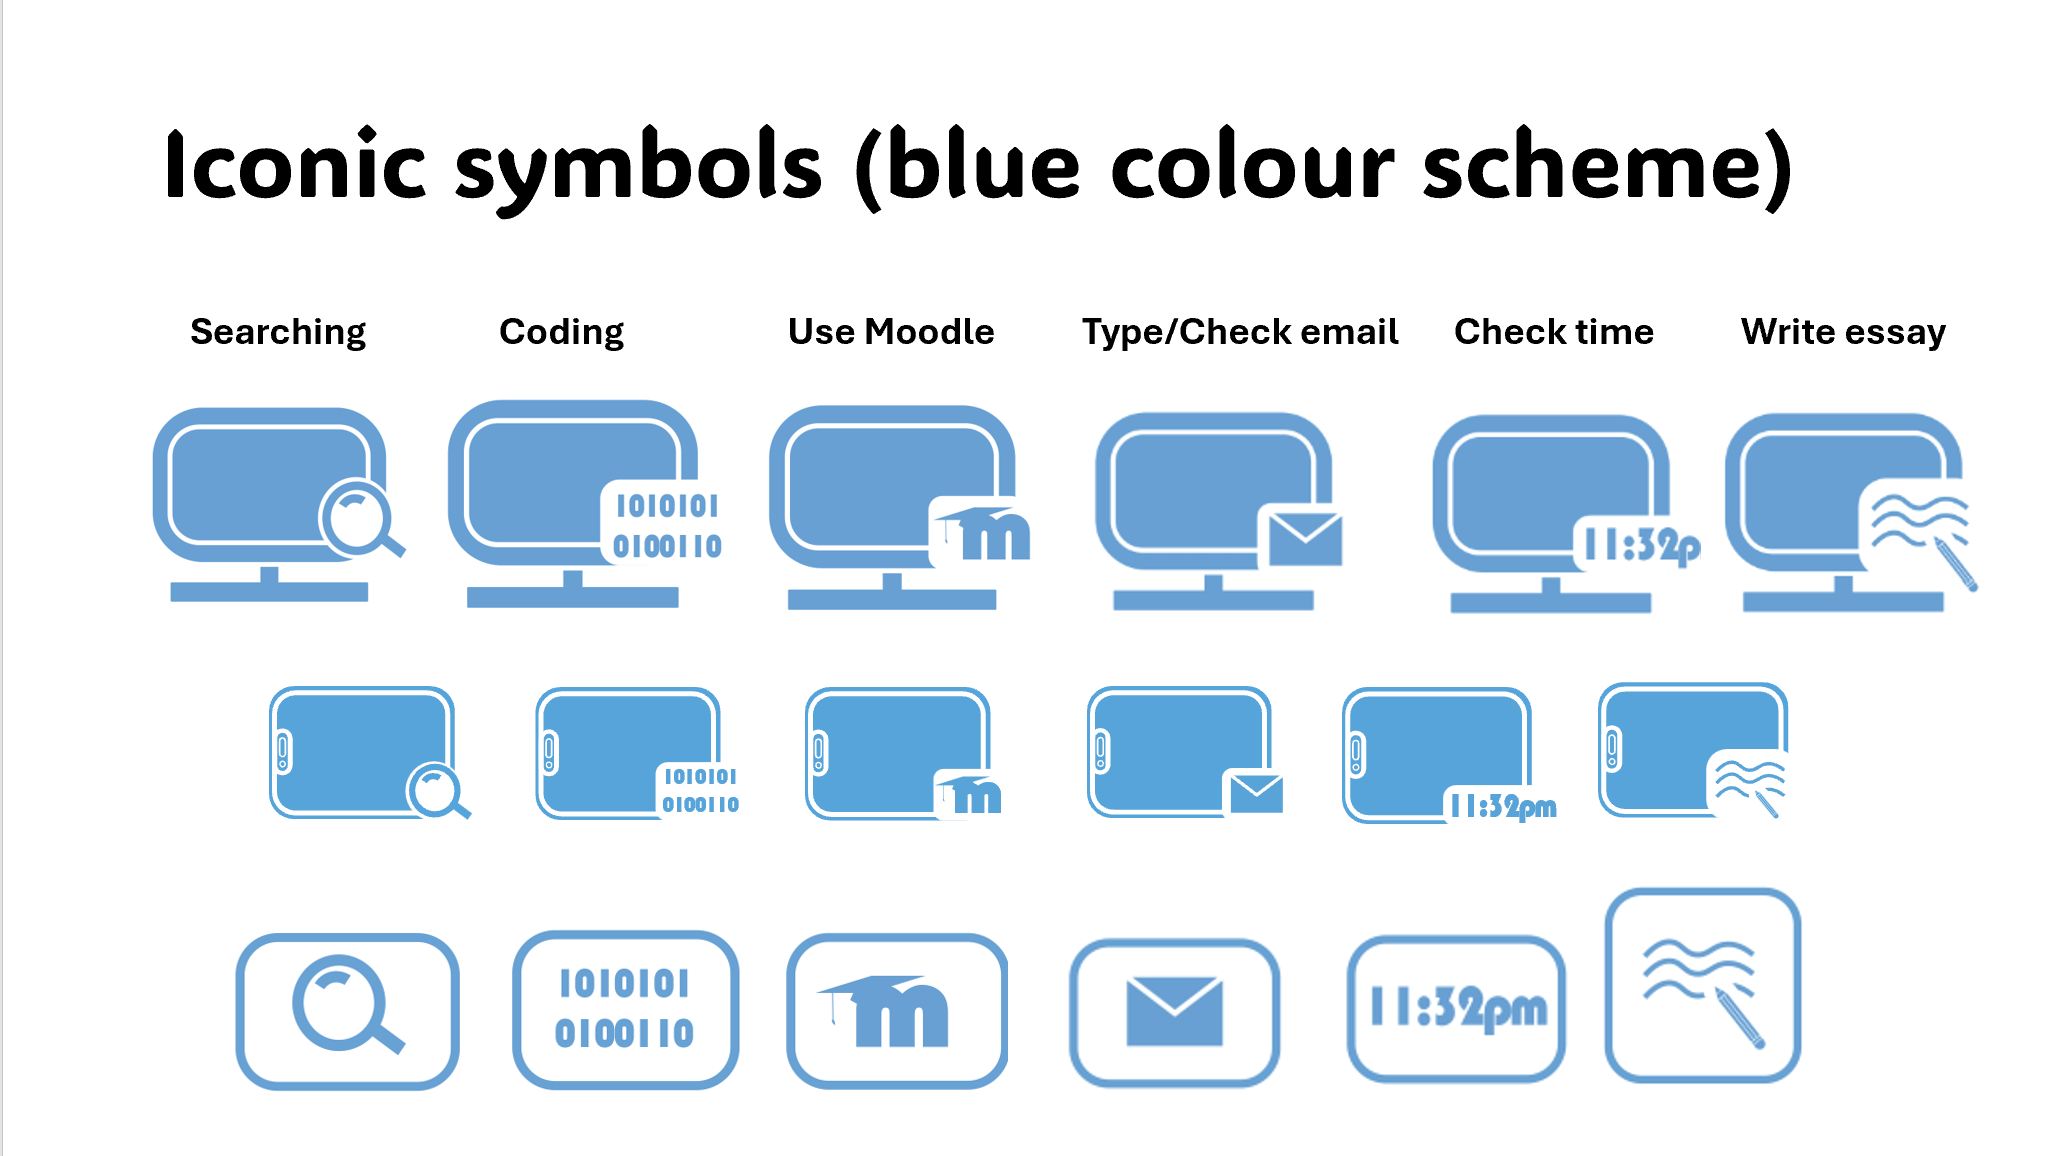 Iconic symbols (blue colour scheme)
Searching Coding Use Moodle Type/Check email Check time Write essay
1010101
0100110
m
11:32p
1010101
0100110
m
11:32pm
1010101
0100110
m
11:32pm